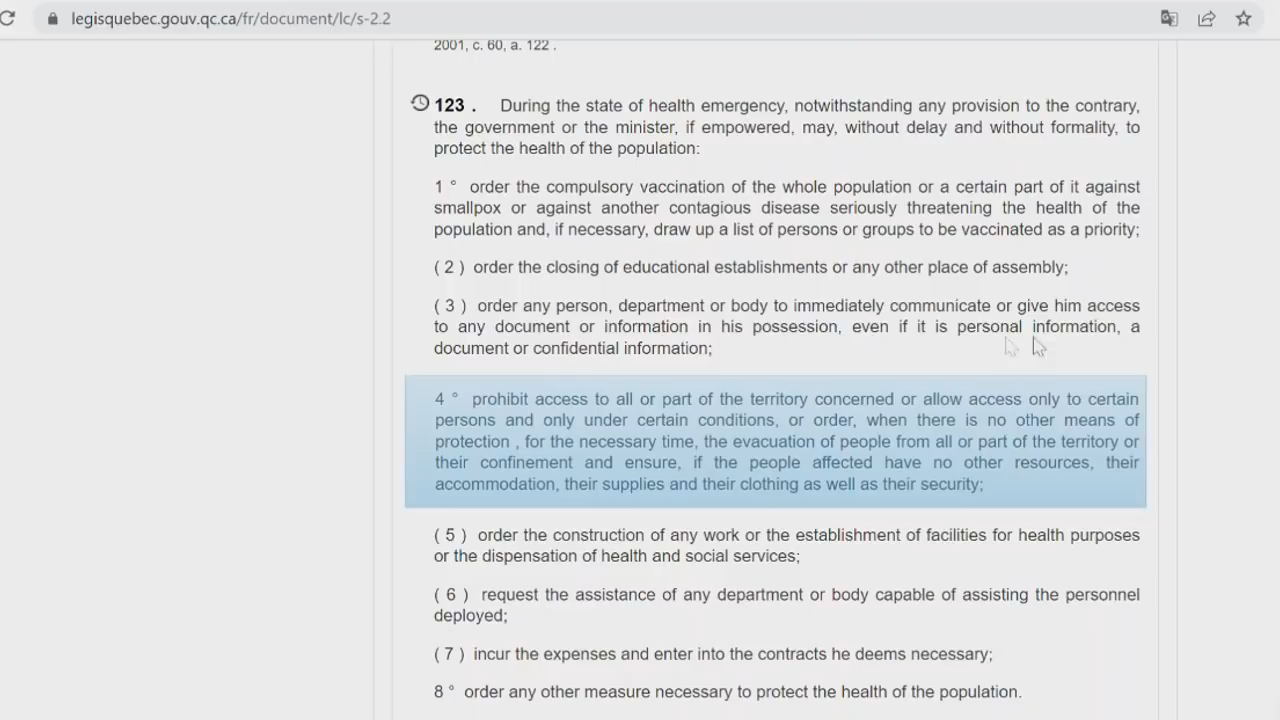 legisquebec.gouv.qc.ca/fr/document/lc/s-2.2
2001, c. 60, a. 122 .
123 . During the state of health emergency, notwithstanding any provision to the contrary,
the government or the minister, if empowered, may, without delay and without formality, to
protect the health of the population:
1 ° order the compulsory vaccination of the whole population or a certain part of it against
smallpox or against another contagious disease seriously threatening the health of the
population and, if necessary, draw up a list of persons or groups to be vaccinated as a priority;
( 2 ) order the closing of educational establishments or any other place of assembly;
( 3 ) order any person, department or body to immediately communicate or give him access
to any document or information in his possession, even if it is personal information, a
document or confidential information;
4 ° prohibit access to all or part of the territory concerned or allow access only to certain
persons and only under certain conditions, or order, when there is no other means of
protection , for the necessary time, the evacuation of people from all or part of the territory or
their confinement and ensure, if the people affected have no other resources, their
accommodation, their supplies and their clothing as well as their security;
( 5 ) order the construction of any work or the establishment of facilities for health purposes
or the dispensation of health and social services;
( 6 ) request the assistance of any department or body capable of assisting the personnel
deployed;
( 7 ) incur the expenses and enter into the contracts he deems necessary;
8 ° order any other measure necessary to protect the health of the population.